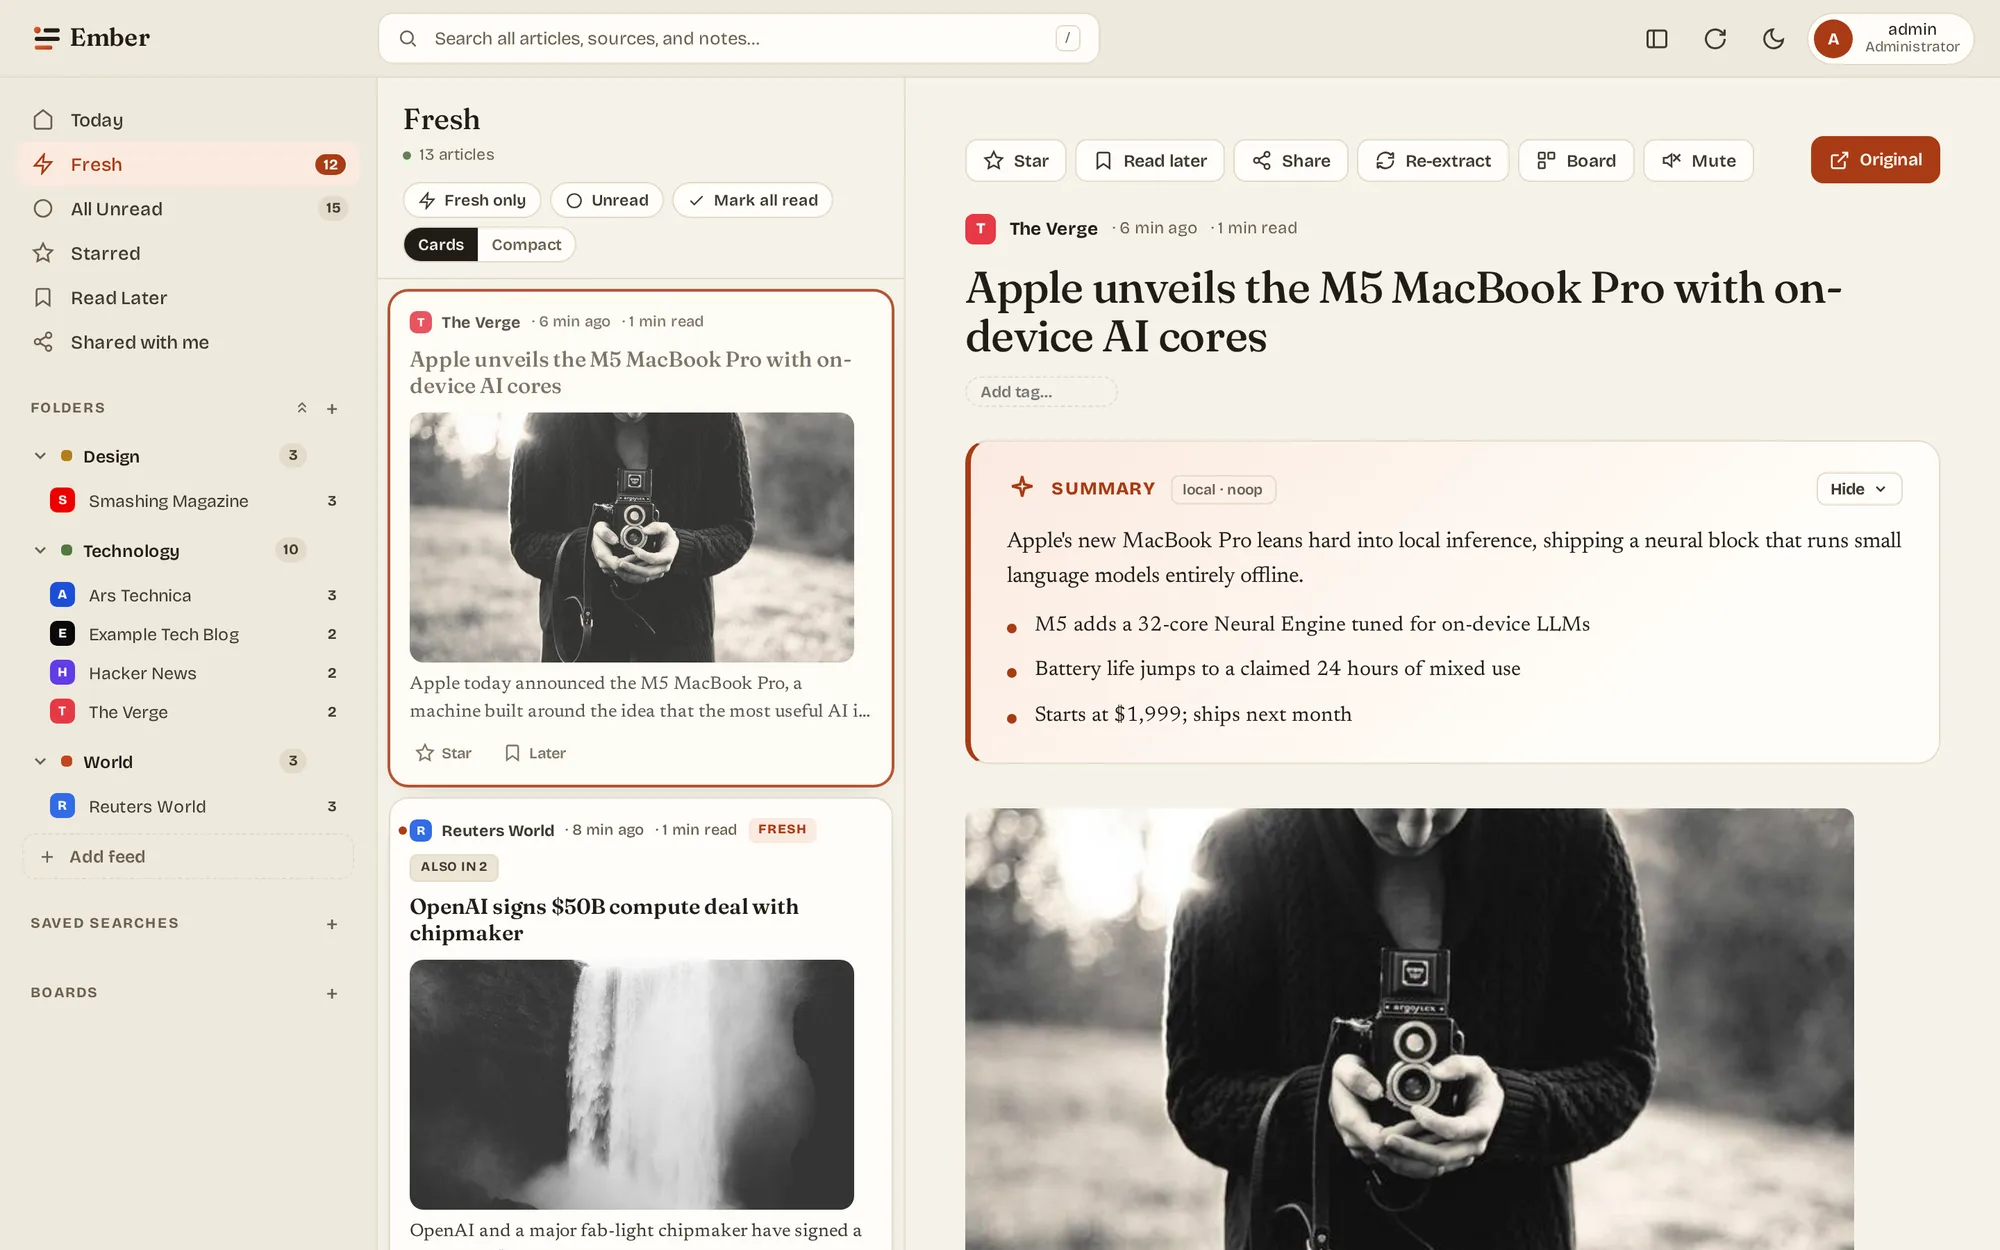 Ember
Search all articles, sources, and notes...
/
A
admin
Administrator
Today
Fresh
12
All Unread
15
Starred
Read Later
Shared with me
FOLDERS
+
Design
3
S
Smashing Magazine
3
Technology
10
A
Ars Technica
3
E
Example Tech Blog
2
H
Hacker News
2
T
The Verge
2
World
3
R
Reuters World
3
+ Add feed
SAVED SEARCHES
+
BOARDS
+
Fresh
13 articles
Fresh only
Unread
Mark all read
Cards
Compact
T
The Verge · 6 min ago · 1 min read
Apple unveils the M5 MacBook Pro with on-
device AI cores
argoflex
Apple today announced the M5 MacBook Pro, a
machine built around the idea that the most useful AI i...
Star
Later
R
Reuters World · 8 min ago · 1 min read
FRESH
ALSO IN 2
OpenAI signs $50B compute deal with
chipmaker
OpenAI and a major fab-light chipmaker have signed a
Star
Read later
Share
Re-extract
Board
Mute
Original
T
The Verge · 6 min ago · 1 min read
Apple unveils the M5 MacBook Pro with on-
device AI cores
Add tag...
SUMMARY
local · noop
Hide
Apple's new MacBook Pro leans hard into local inference, shipping a neural block that runs small
language models entirely offline.
M5 adds a 32-core Neural Engine tuned for on-device LLMs
Battery life jumps to a claimed 24 hours of mixed use
Starts at $1,999; ships next month
argoflex